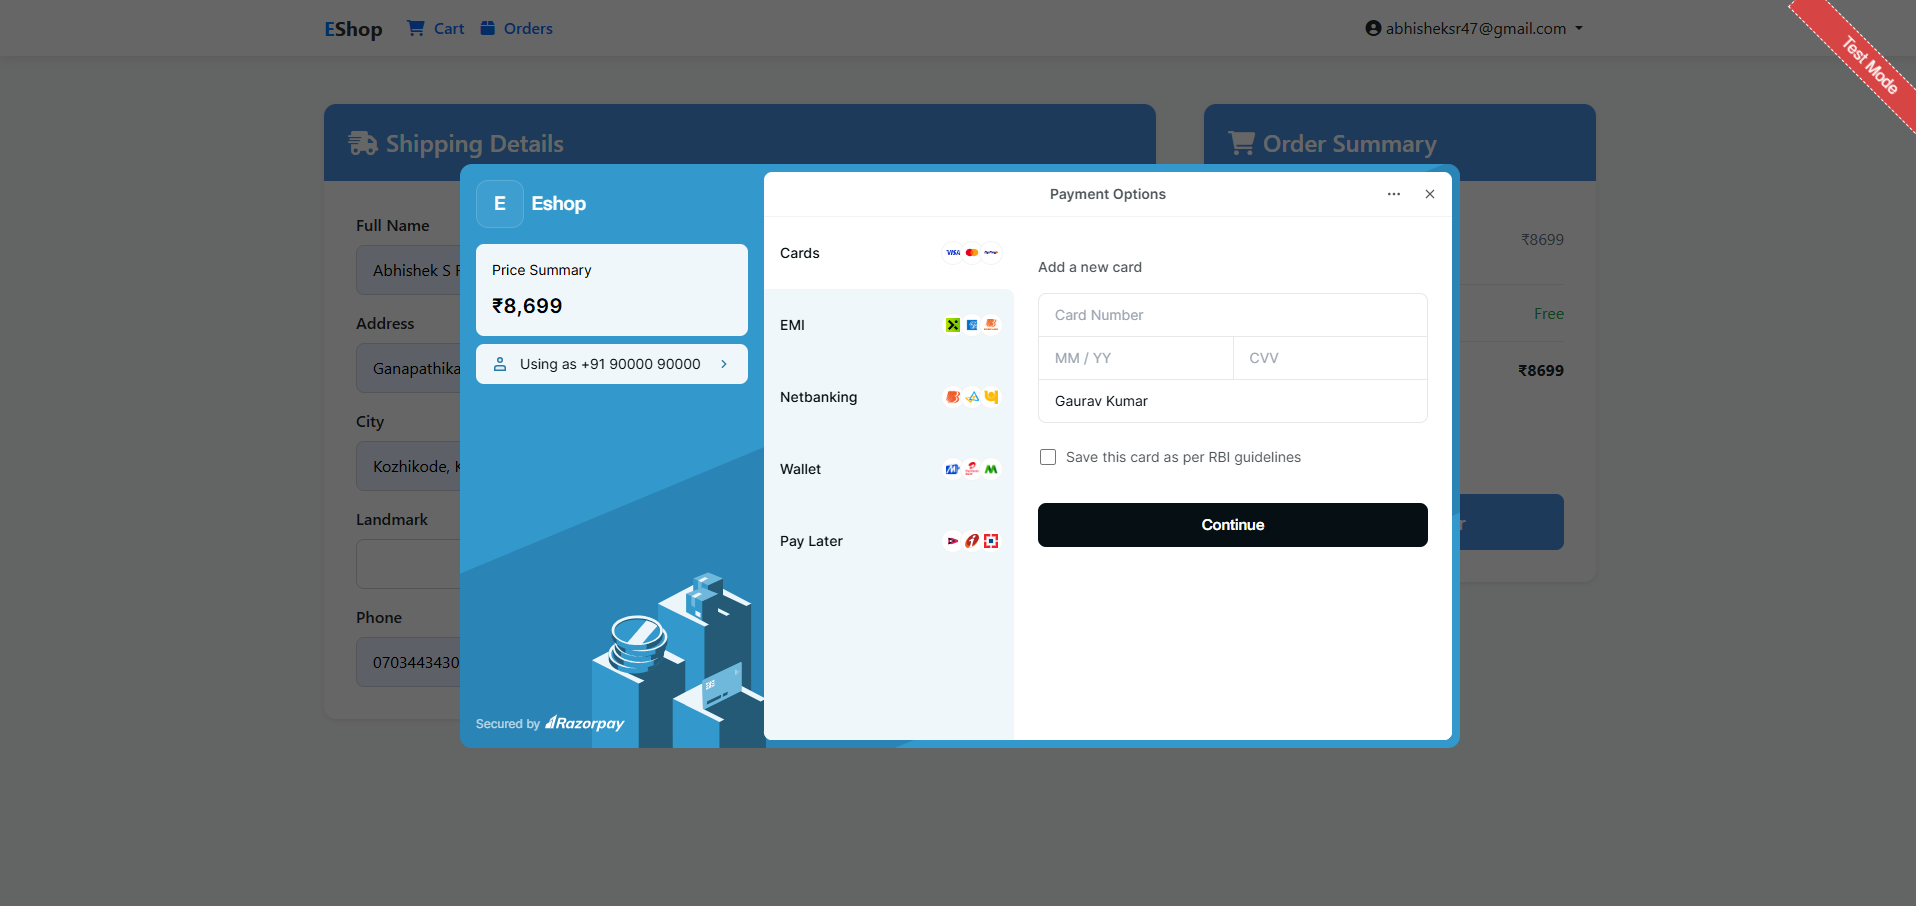 EShop
Cart
Orders
abhisheksr47@gmail.com
Test Mode
Shipping Details
Order Summary
E
Eshop
Payment Options
Full Name
Abhishek S
Price Summary
₹8,699
Using as +91 90000 90000
Address
Ganapathika
City
Kozhikode,
Landmark
Phone
0703443430
Secured by Razorpay
Cards
VISA
EMI
Netbanking
Wallet
Pay Later
Add a new card
Card Number
MM / YY
CVV
Gaurav Kumar
Save this card as per RBI guidelines
Continue
₹8699
Free
₹8699